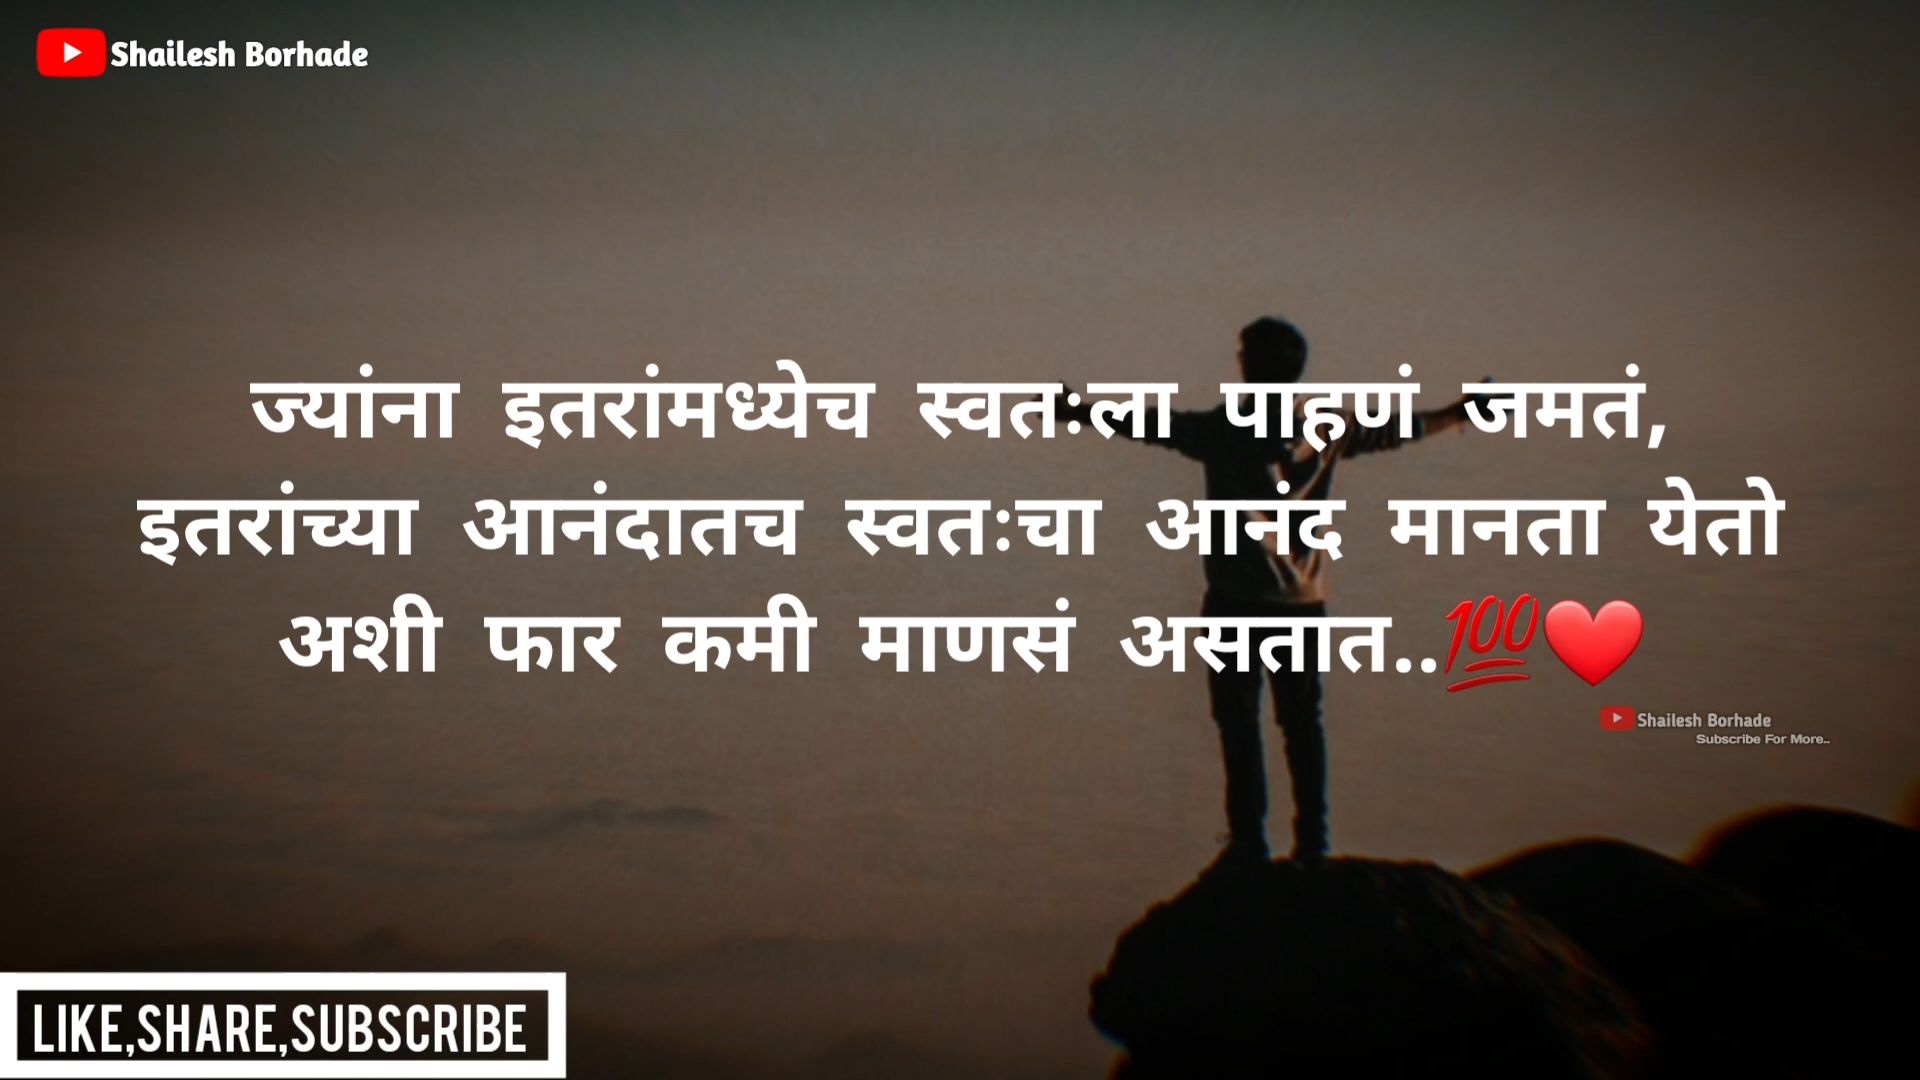 Shailesh Borhade
ज्यांना इतरांमध्येच स्वतःला पाहणं जमतं,
इतरांच्या आनंदातच स्वतःचा आनंद मानता येतो
अशी फार कमी माणसं असतात..💯❤️
Shailesh Borhade
Subscribe For More..
LIKE,SHARE,SUBSCRIBE